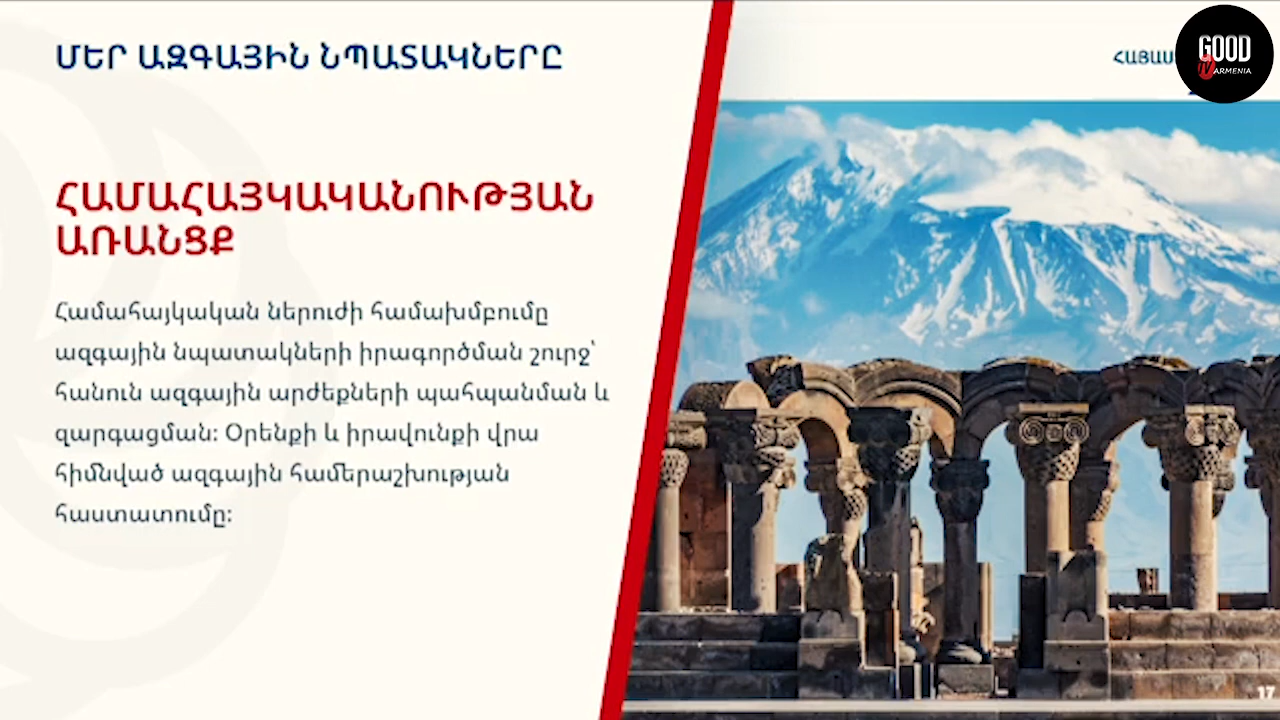 ՄԵՐ ԱԶԳԱՅԻՆ ՆՊԱՏԱԿՆԵՐԸ
GOOD
TV ARMENIA
ՀԱՄԱՀԱՅԿԱԿԱՆՈՒԹՅԱՆ
ԱՌԱՆՑՔ
Համահայկական ներուժի համախմբումը
ազգային նպատակների իրագործման շուրջ՝
հանուն ազգային արժեքների պահպանման և
զարգացման։ Օրենքի և իրավունքի վրա
հիմնված ազգային համերաշխության
հաստատումը։
17